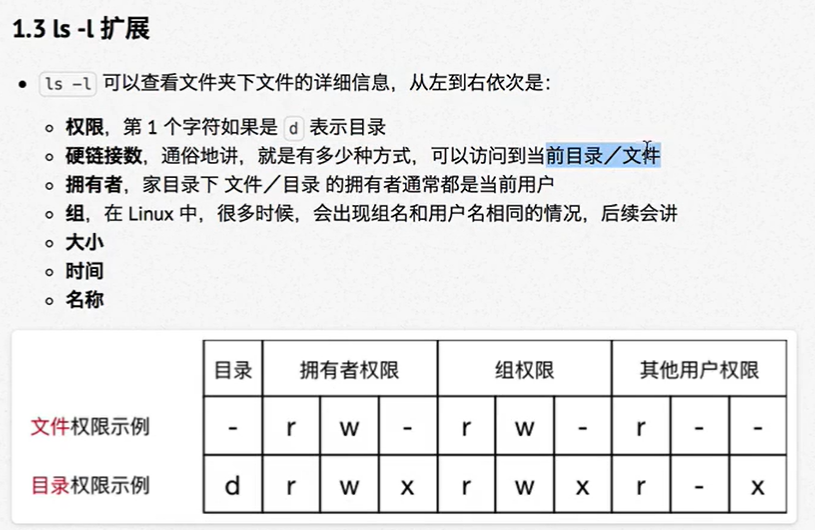 1.3 ls -l 扩展
ls -l 可以查看文件夹下文件的详细信息，从左到右依次是：
权限，第 1 个字符如果是 d 表示目录
硬链接数，通俗地讲，就是有多少种方式，可以访问到当前目录／文件
拥有者，家目录下 文件／目录 的拥有者通常都是当前用户
组，在 Linux 中，很多时候，会出现组名和用户名相同的情况，后续会讲
大小
时间
名称
目录 拥有者权限 组权限 其他用户权限
文件权限示例 - r w - r w - r - -
目录权限示例 d r w x r w x r - x